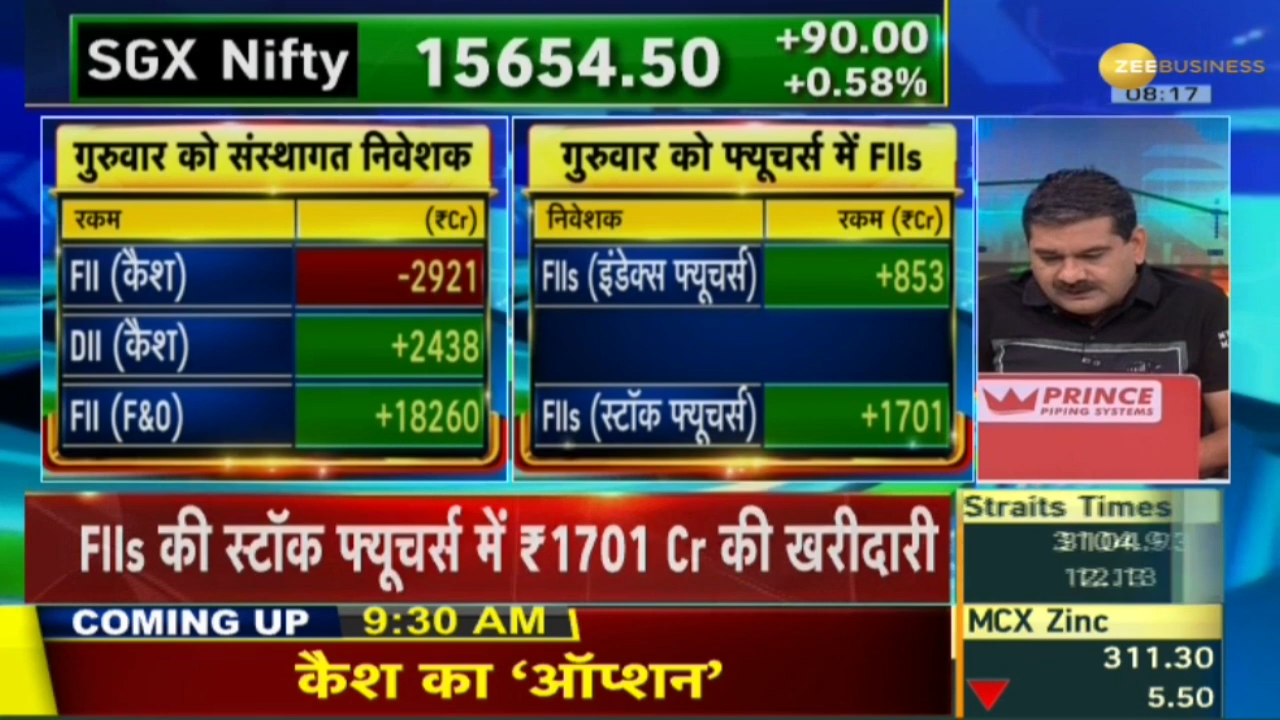 SGX Nifty 15654.50 +90.00
+0.58%
ZEEBUSINESS
08:17
गुरुवार को संस्थागत निवेशक
रकम (₹Cr)
FII (कैश) -2921
DII (कैश) +2438
FII (F&O) +18260
गुरुवार को फ्यूचर्स में FIIs
निवेशक रकम (₹Cr)
FIIs (इंडेक्स फ्यूचर्स) +853
FIIs (स्टॉक फ्यूचर्स) +1701
PRINCE
PIPING SYSTEMS
FIIs की स्टॉक फ्यूचर्स में ₹1701 Cr की खरीदारी
Straits Times
COMING UP 9:30 AM
कैश का ‘ऑप्शन’
MCX Zinc
311.30
5.50